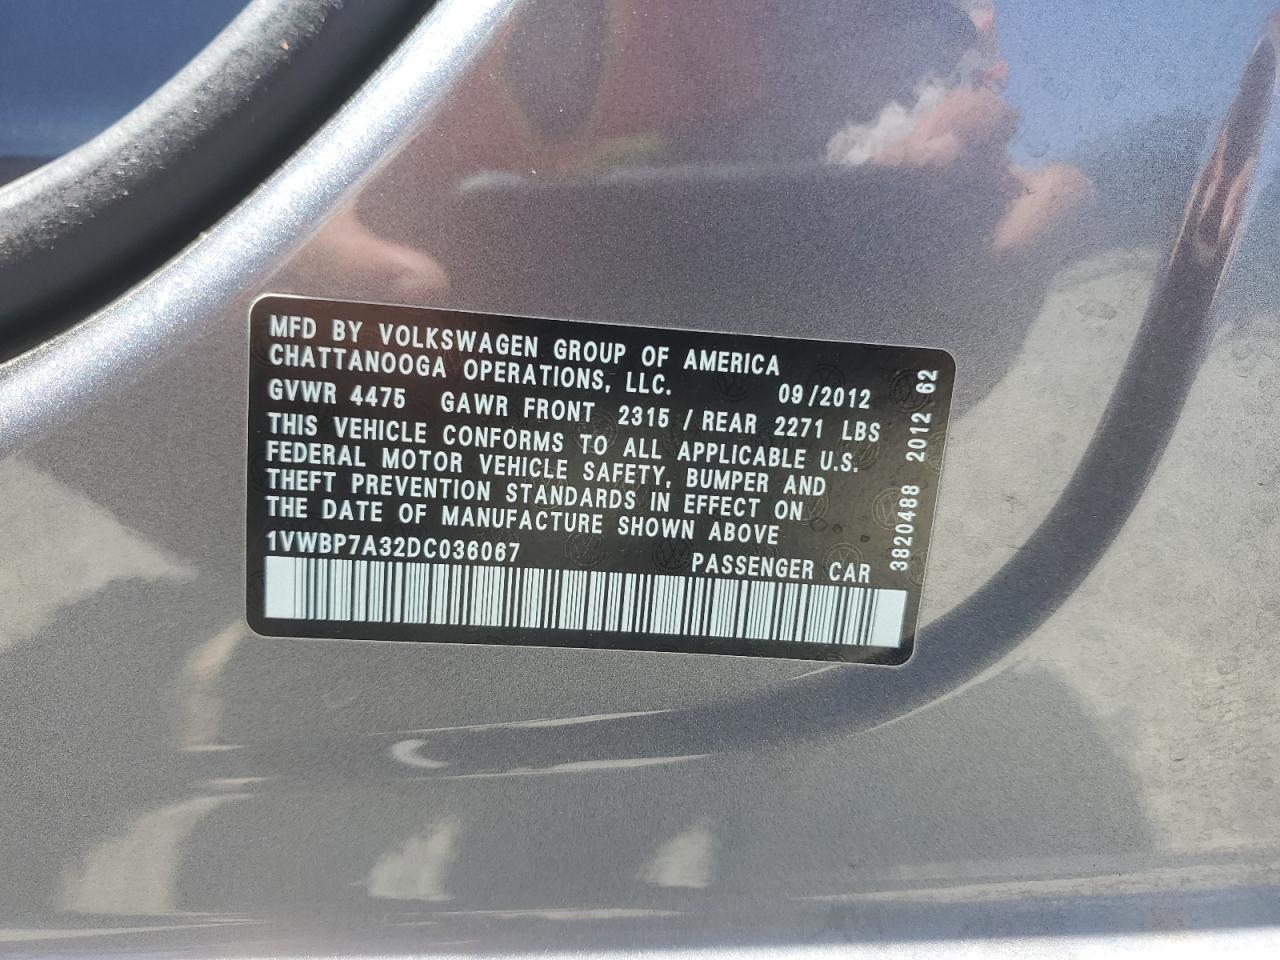 MFD BY VOLKSWAGEN GROUP OF AMERICA
CHATTANOOGA OPERATIONS, LLC. 09/2012
GVWR 4475 GAWR FRONT 2315 / REAR 2271 LBS
THIS VEHICLE CONFORMS TO ALL APPLICABLE U.S.
FEDERAL MOTOR VEHICLE SAFETY, BUMPER AND
THEFT PREVENTION STANDARDS IN EFFECT ON
THE DATE OF MANUFACTURE SHOWN ABOVE
1VWBP7A32DC036067 PASSENGER CAR
3820488 2012 62